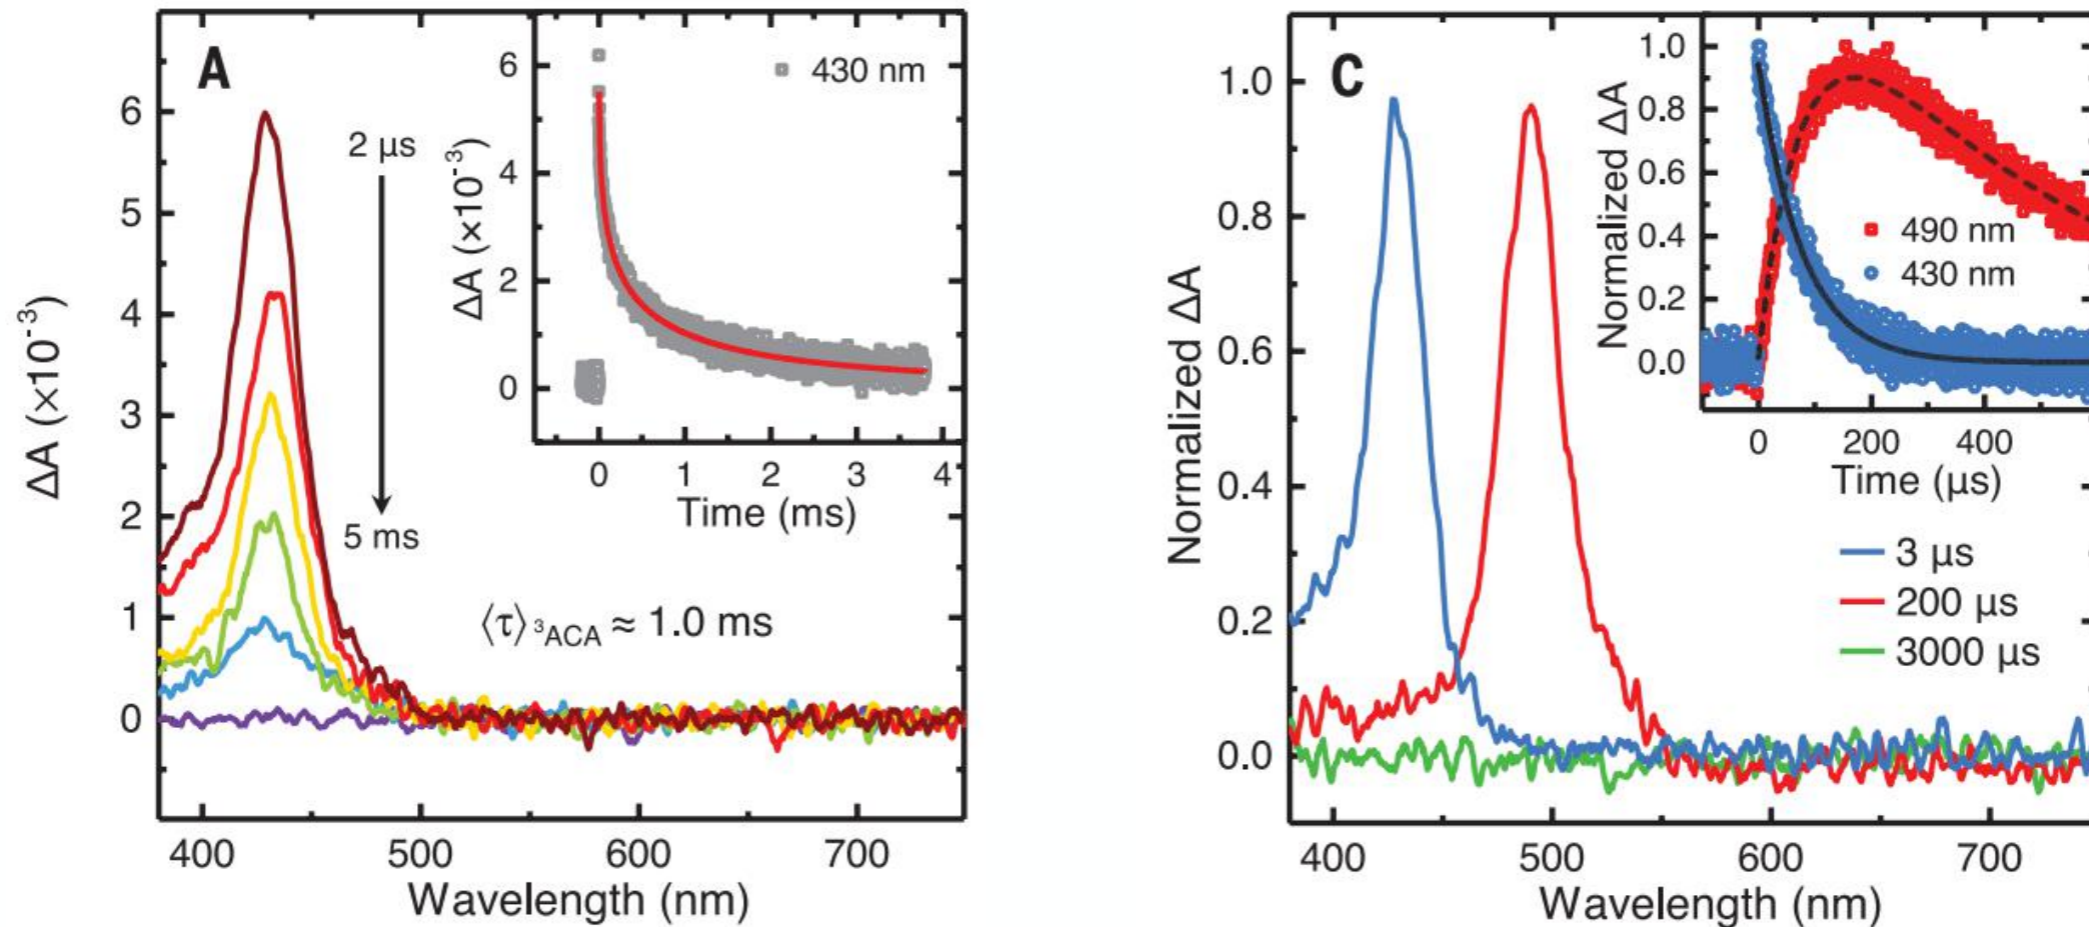 A
ΔA (×10⁻³)
6
5
4
3
2
1
0
400 500 600 700
Wavelength (nm)
2 µs
5 ms
⟨τ⟩³ACA ≈ 1.0 ms
ΔA (×10⁻³)
6
4
2
0
430 nm
0 1 2 3 4
Time (ms)
C
Normalized ΔA
1.0
0.8
0.6
0.4
0.2
0.0
400 500 600 700
Wavelength (nm)
3 µs
200 µs
3000 µs
Normalized ΔA
1.0
0.8
0.6
0.4
0.2
0.0
490 nm
430 nm
0 200 400
Time (µs)